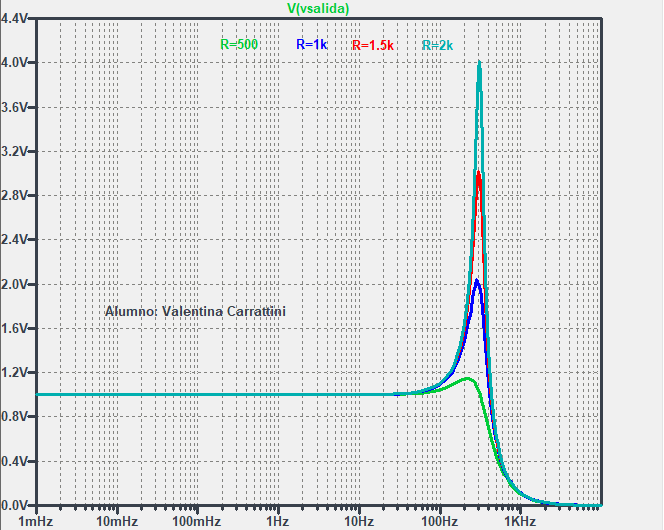 V(vsalida)
4.4V
R=500 R=1k R=1.5k R=2k
4.0V
3.6V
3.2V
2.8V
2.4V
2.0V
Alumno: Valentina Carrattini
1.6V
1.2V
0.8V
0.4V
0.0V
1mHz 10mHz 100mHz 1Hz 10Hz 100Hz 1KHz